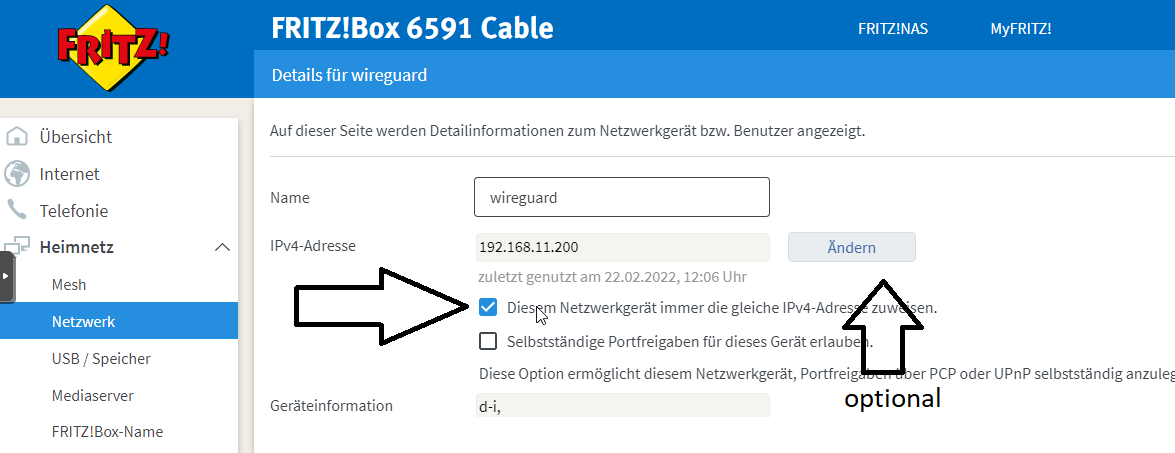 FRITZ!
FRITZ!Box 6591 Cable
FRITZ!NAS
MyFRITZ!
Details für wireguard
Übersicht
Internet
Telefonie
Heimnetz
Mesh
Netzwerk
USB / Speicher
Mediaserver
FRITZ!Box-Name
Auf dieser Seite werden Detailinformationen zum Netzwerkgerät bzw. Benutzer angezeigt.
Name
wireguard
IPv4-Adresse
192.168.11.200
Ändern
zuletzt genutzt am 22.02.2022, 12:06 Uhr
Diesem Netzwerkgerät immer die gleiche IPv4-Adresse zuweisen.
Selbstständige Portfreigaben für dieses Gerät erlauben.
Diese Option ermöglicht diesem Netzwerkgerät, Portfreigaben über PCP oder UPnP selbstständig anzuleg
optional
Geräteinformation
d-i,